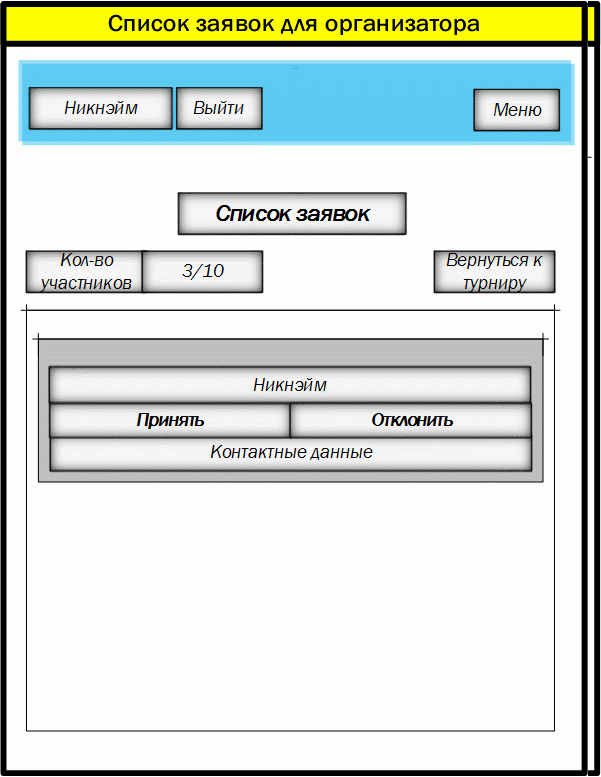 Список заявок для организатора
Никнэйм
Выйти
Меню
Список заявок
Кол-во
участников
3/10
Вернуться к
турниру
Никнэйм
Принять
Отклонить
Контактные данные